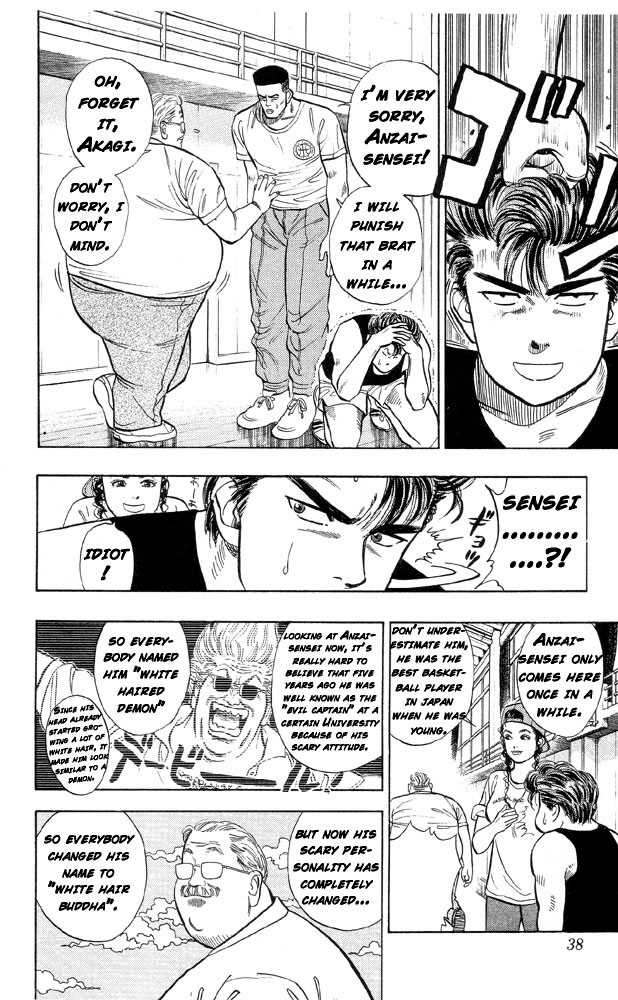 ゴン
I'M VERY
SORRY,
ANZAI-
SENSEI!
I WILL
PUNISH
THAT BRAT
IN A
WHILE...
OH,
FORGET
IT,
AKAGI.
DON'T
WORRY, I
DON'T
MIND.
SENSEI
.........
....?!
ギョッ
IDIOT
!
ANZAI-
SENSEI ONLY
COMES HERE
ONCE IN A
WHILE.
DON'T UNDER-
ESTIMATE HIM,
HE WAS THE
BEST BASKET-
BALL PLAYER
IN JAPAN
WHEN HE WAS
YOUNG.
LOOKING AT ANZAI-
SENSEI NOW, IT'S
REALLY HARD TO
BELIEVE THAT FIVE
YEARS AGO HE WAS
WELL KNOWN AS THE
"EVIL CAPTAIN" AT A
CERTAIN UNIVERSITY
BECAUSE OF HIS
SCARY ATTITUDE.
SO EVERY-
BODY NAMED
HIM "WHITE
HAIRED
DEMON"
SINCE HIS
HEAD ALREADY
STARTED GRO-
WING A LOT OF
WHITE HAIR, IT
MADE HIM LOOK
SIMILAR TO A
DEMON.
BUT NOW HIS
SCARY PER-
SONALITY HAS
COMPLETELY
CHANGED...
SO EVERYBODY
CHANGED HIS
NAME TO
"WHITE HAIR
BUDDHA".
38